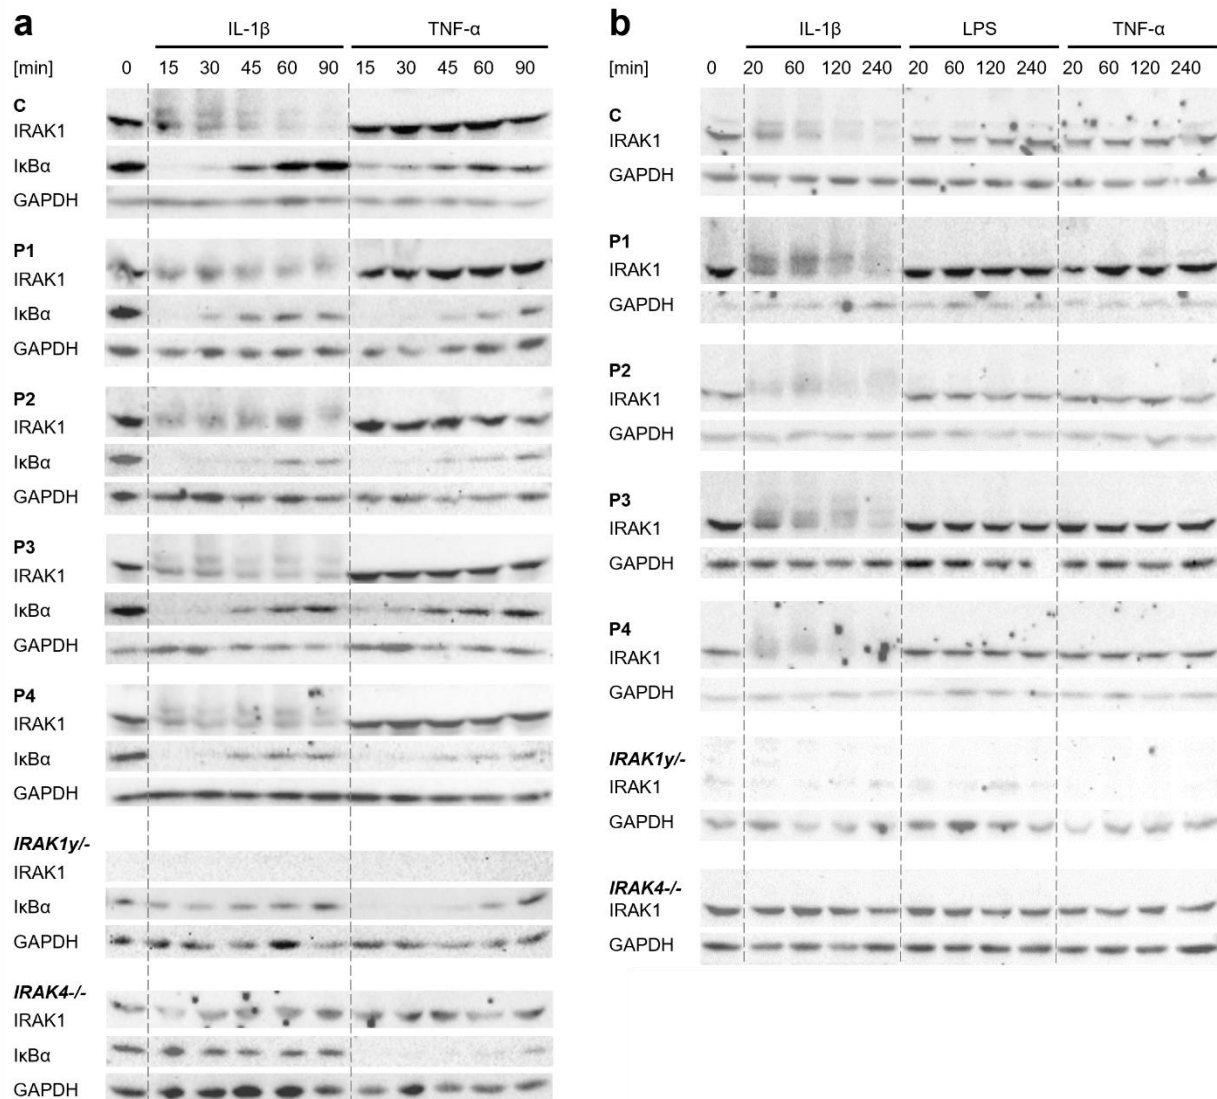 a
IL-1β TNF-α
[min] 0 15 30 45 60 90 15 30 45 60 90
C
IRAK1
IκBα
GAPDH
P1
IRAK1
IκBα
GAPDH
P2
IRAK1
IκBα
GAPDH
P3
IRAK1
IκBα
GAPDH
P4
IRAK1
IκBα
GAPDH
IRAK1y/-
IRAK1
IκBα
GAPDH
IRAK4-/-
IRAK1
IκBα
GAPDH
b
IL-1β LPS TNF-α
[min] 0 20 60 120 240 20 60 120 240 20 60 120 240
C
IRAK1
GAPDH
P1
IRAK1
GAPDH
P2
IRAK1
GAPDH
P3
IRAK1
GAPDH
P4
IRAK1
GAPDH
IRAK1y/-
IRAK1
GAPDH
IRAK4-/-
IRAK1
GAPDH